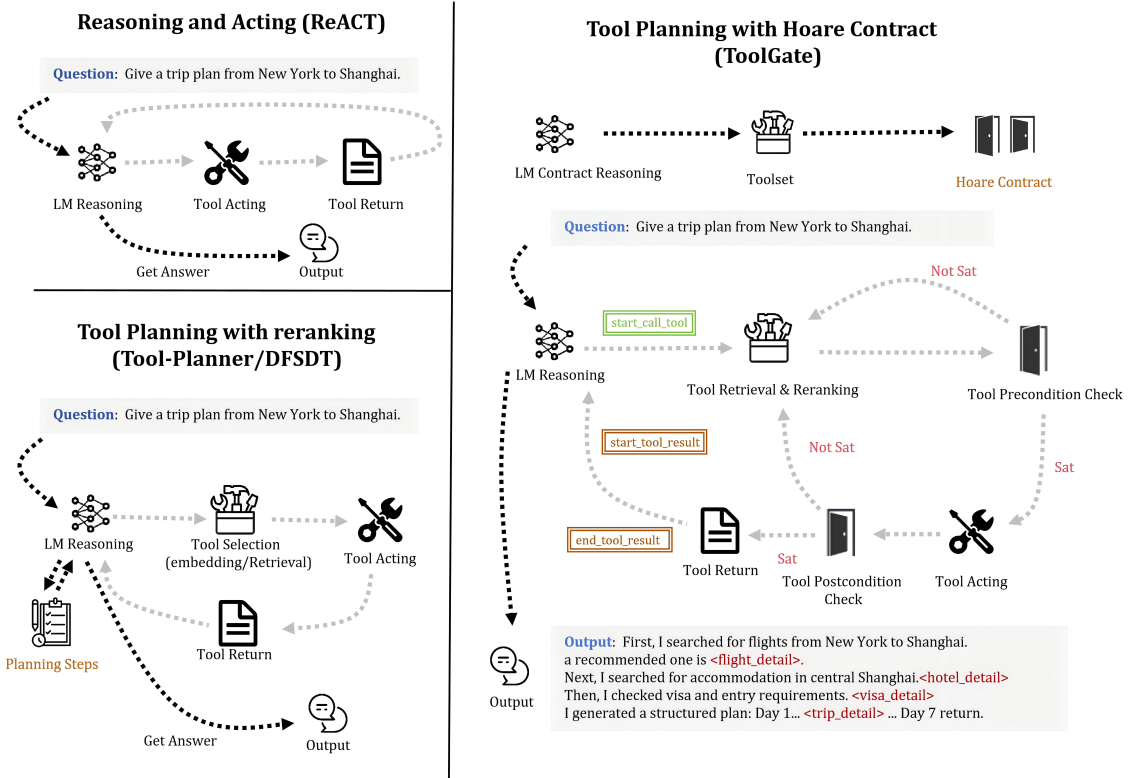 Reasoning and Acting (ReACT)
Question: Give a trip plan from New York to Shanghai.
LM Reasoning
Tool Acting
Tool Return
Get Answer
Output
Tool Planning with reranking
(Tool-Planner/DFSDT)
Question: Give a trip plan from New York to Shanghai.
LM Reasoning
Tool Selection
(embedding/Retrieval)
Tool Acting
Tool Return
Planning Steps
Get Answer
Output
Tool Planning with Hoare Contract
(ToolGate)
LM Contract Reasoning
Toolset
Hoare Contract
Question: Give a trip plan from New York to Shanghai.
Not Sat
start_call_tool
LM Reasoning
Tool Retrieval & Reranking
Tool Precondition Check
start_tool_result
Not Sat
Sat
end_tool_result
Tool Return
Sat
Tool Postcondition
Check
Tool Acting
Output
Output: First, I searched for flights from New York to Shanghai.
a recommended one is <flight_detail>.
Next, I searched for accommodation in central Shanghai.<hotel_detail>
Then, I checked visa and entry requirements. <visa_detail>
I generated a structured plan: Day 1... <trip_detail> ... Day 7 return.